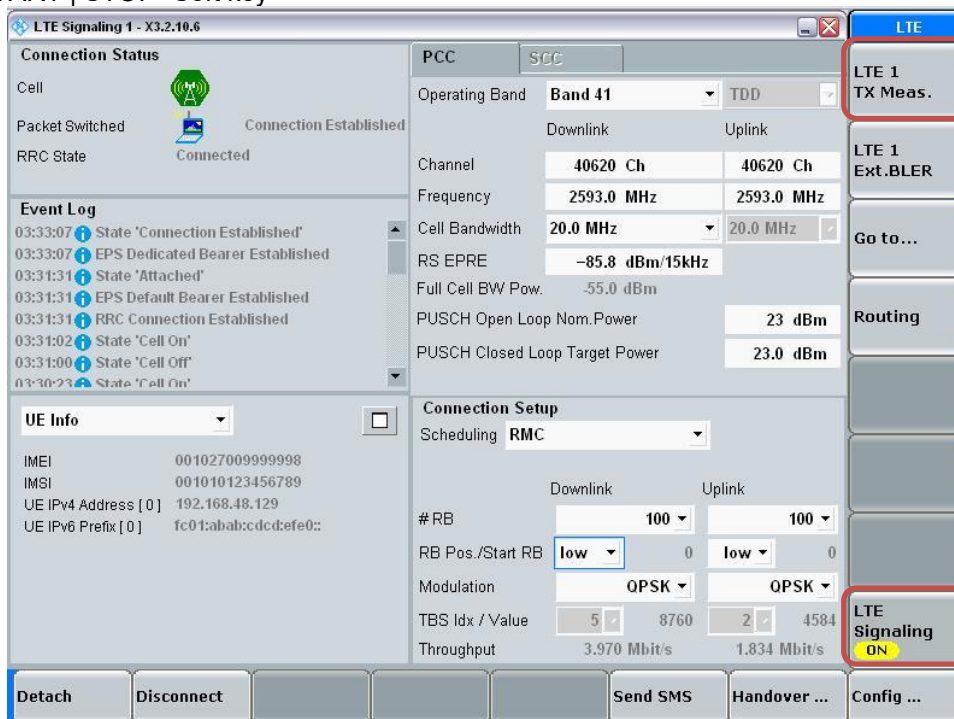 LTE Signaling 1 - X3.2.10.6
LTE
Connection Status
Cell
Packet Switched Connection Established
RRC State Connected
Event Log
03:33:07 State 'Connection Established'
03:33:07 EPS Dedicated Bearer Established
03:31:31 State 'Attached'
03:31:31 EPS Default Bearer Established
03:31:31 RRC Connection Established
03:31:02 State 'Cell On'
03:31:00 State 'Cell Off'
03:30:23 State 'Cell On'
UE Info
IMEI 001027009999998
IMSI 001010123456789
UE IPv4 Address [ 0 ] 192.168.48.129
UE IPv6 Prefix [ 0 ] fc01:abab:cdcd:efe0::
PCC SCC
Operating Band Band 41 TDD
Downlink Uplink
Channel 40620 Ch 40620 Ch
Frequency 2593.0 MHz 2593.0 MHz
Cell Bandwidth 20.0 MHz 20.0 MHz
RS EPRE -85.8 dBm/15kHz
Full Cell BW Pow. -55.0 dBm
PUSCH Open Loop Nom.Power 23 dBm
PUSCH Closed Loop Target Power 23.0 dBm
Connection Setup
Scheduling RMC
Downlink Uplink
# RB 100 100
RB Pos./Start RB low 0 low 0
Modulation QPSK QPSK
TBS Idx / Value 5 8760 2 4584
Throughput 3.970 Mbit/s 1.834 Mbit/s
LTE 1
TX Meas.
LTE 1
Ext.BLER
Go to...
Routing
LTE
Signaling
ON
Detach Disconnect Send SMS Handover ... Config ...